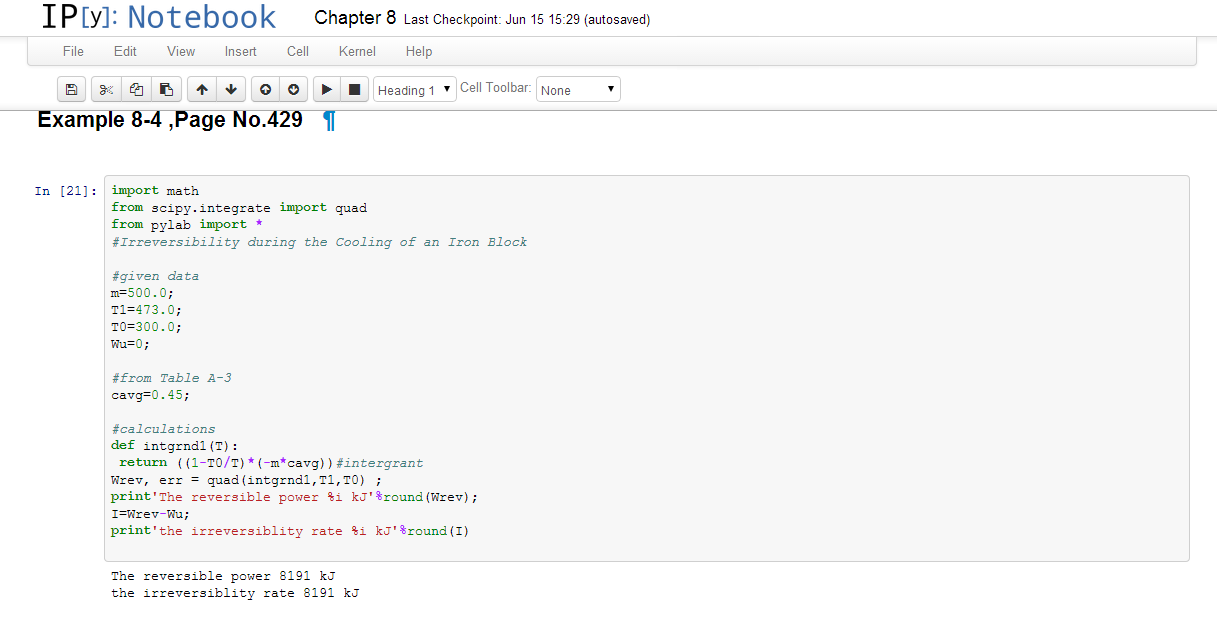 IP[y]: Notebook Chapter 8 Last Checkpoint: Jun 15 15:29 (autosaved)
File Edit View Insert Cell Kernel Help
Heading 1 Cell Toolbar: None
Example 8-4 ,Page No.429 ¶
In [21]: import math
from scipy.integrate import quad
from pylab import *
#Irreversibility during the Cooling of an Iron Block
#given data
m=500.0;
T1=473.0;
T0=300.0;
Wu=0;
#from Table A-3
cavg=0.45;
#calculations
def intgrnd1(T):
 return ((1-T0/T)*(-m*cavg))#intergrant
Wrev, err = quad(intgrnd1,T1,T0) ;
print'The reversible power %i kJ'%round(Wrev);
I=Wrev-Wu;
print'the irreversiblity rate %i kJ'%round(I)
The reversible power 8191 kJ
the irreversiblity rate 8191 kJ